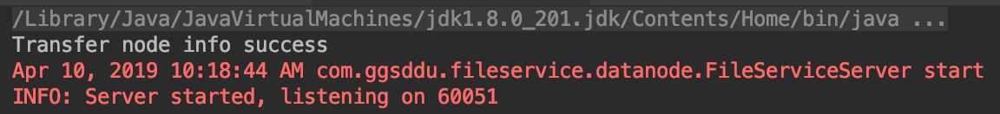 /Library/Java/JavaVirtualMachines/jdk1.8.0_201.jdk/Contents/Home/bin/java ...
Transfer node info success
Apr 10, 2019 10:18:44 AM com.ggsddu.fileservice.datanode.FileServiceServer start
INFO: Server started, listening on 60051